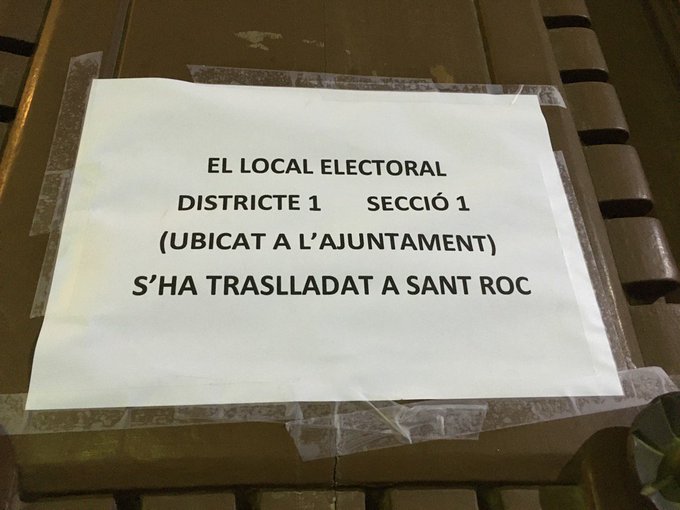 EL LOCAL ELECTORAL
DISTRICTE 1 SECCIÓ 1
(UBICAT A L'AJUNTAMENT)
S'HA TRASLLADAT A SANT ROC